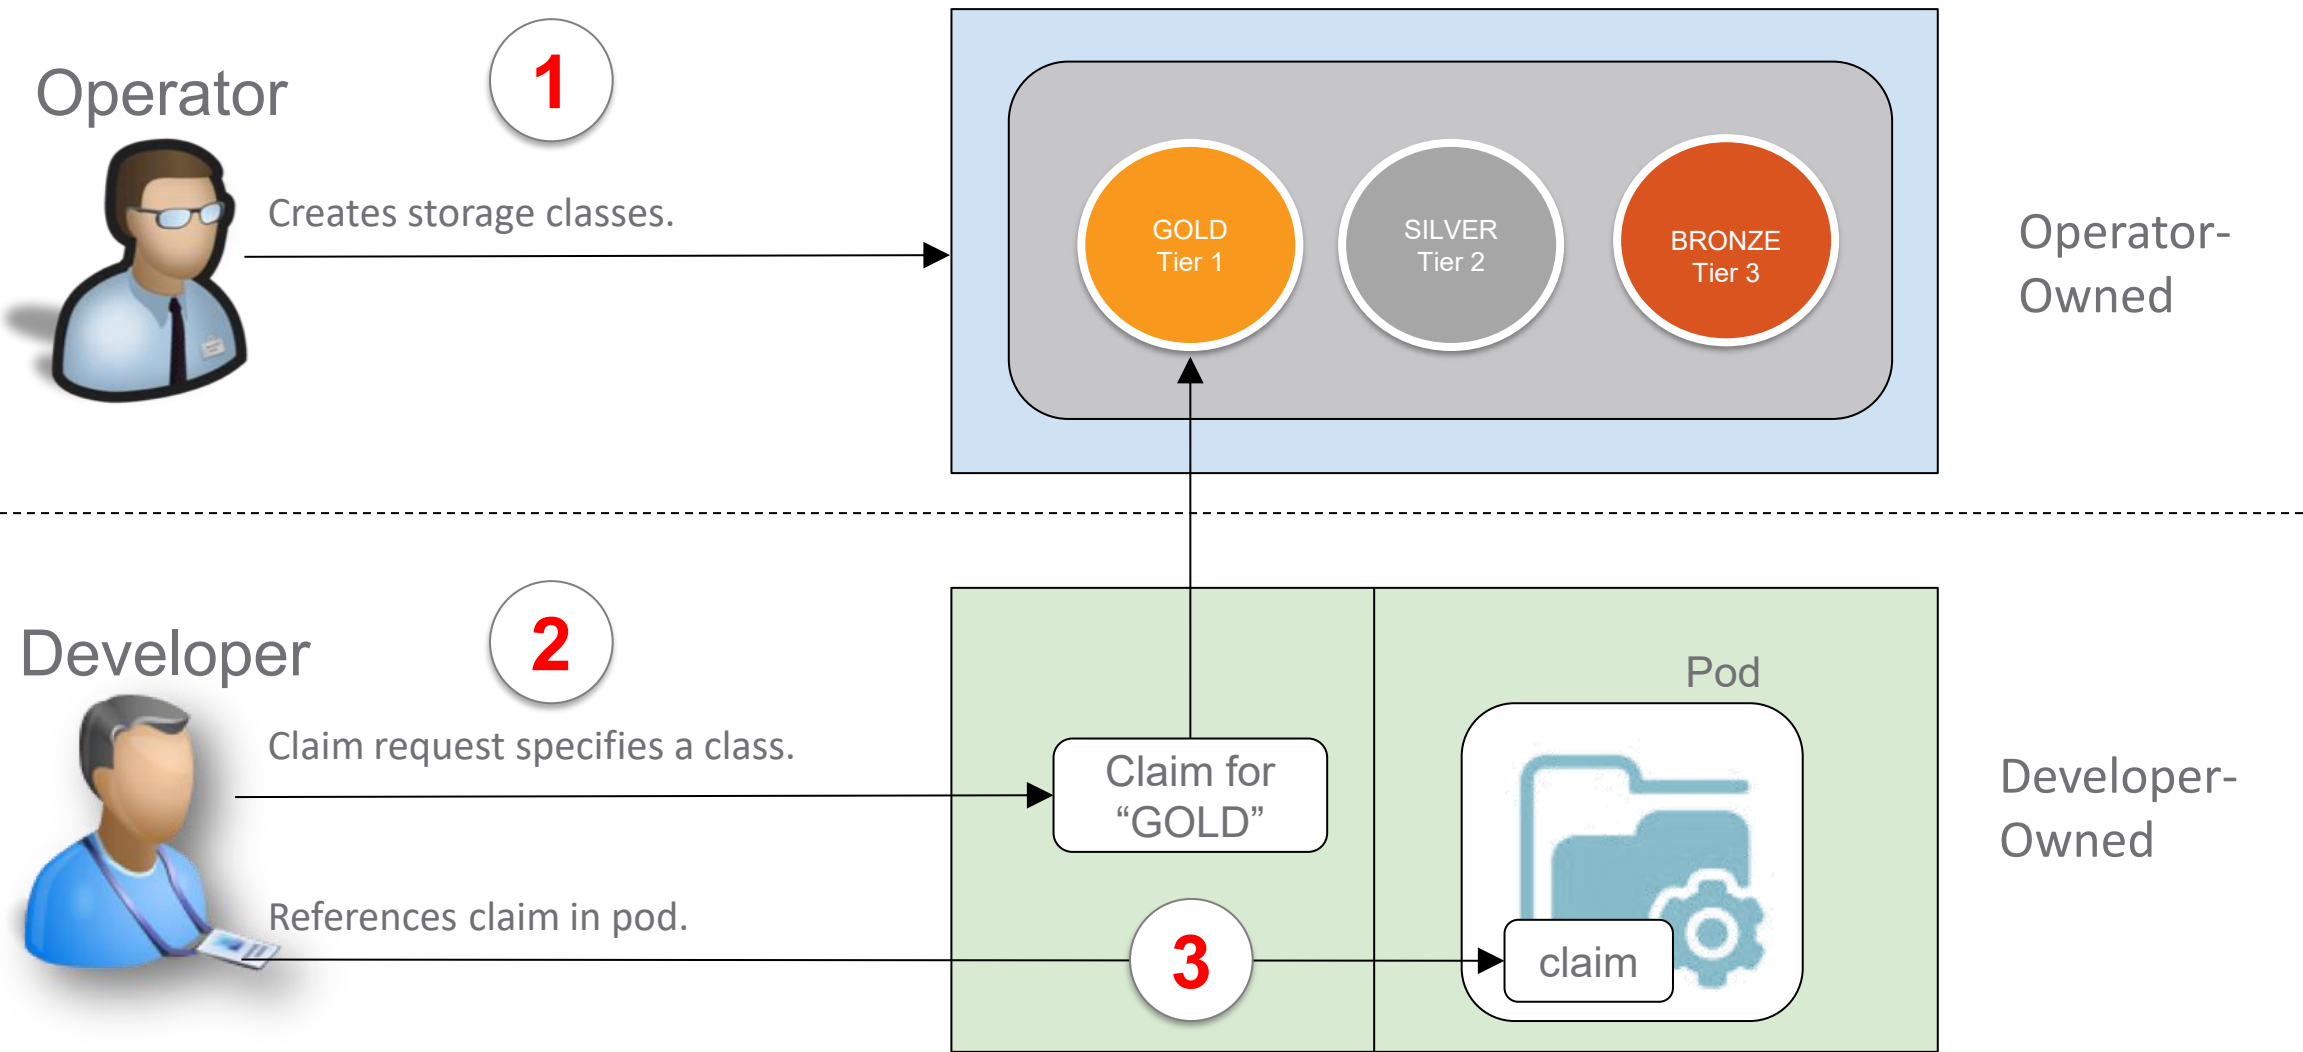 Operator
1
Creates storage classes.
GOLD
Tier 1
SILVER
Tier 2
BRONZE
Tier 3
Operator-
Owned
Developer
2
Claim request specifies a class.
Claim for
“GOLD”
Pod
Developer-
Owned
References claim in pod.
3
claim